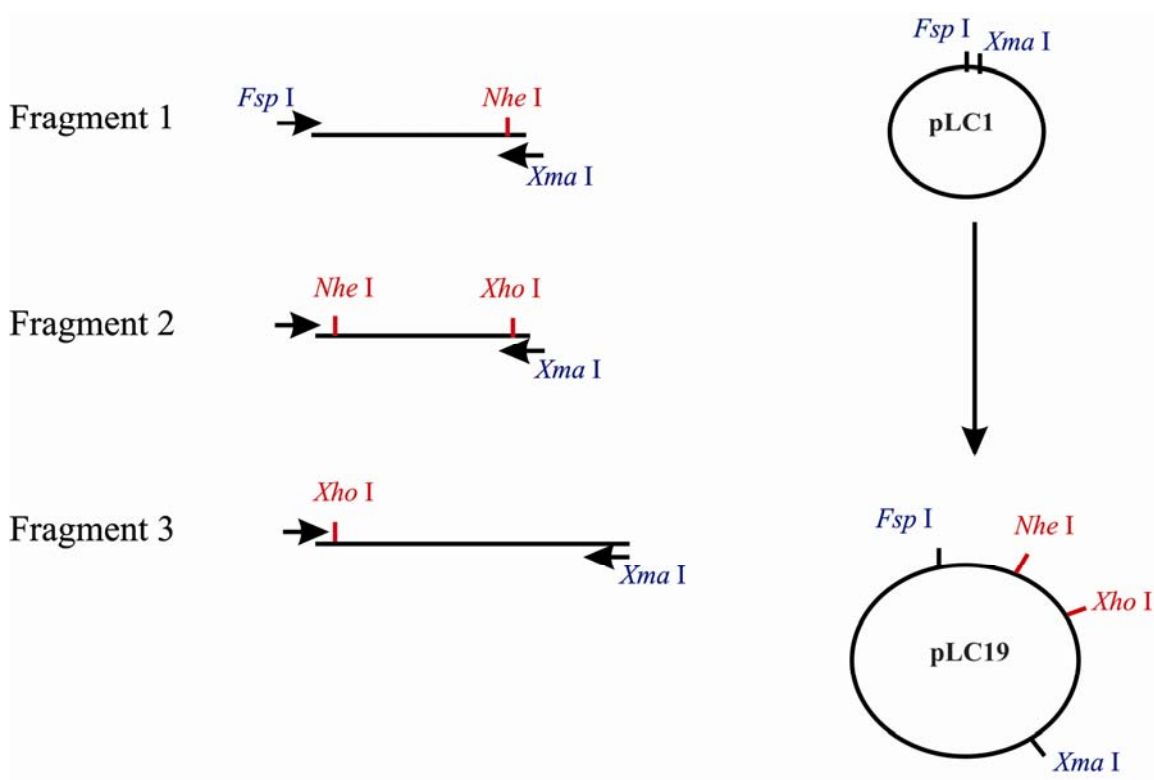 Fragment 1
Fsp I
Nhe I
Xma I
Fragment 2
Nhe I
Xho I
Xma I
Fragment 3
Xho I
Xma I
Fsp I
Xma I
pLC1
Fsp I
Nhe I
Xho I
pLC19
Xma I